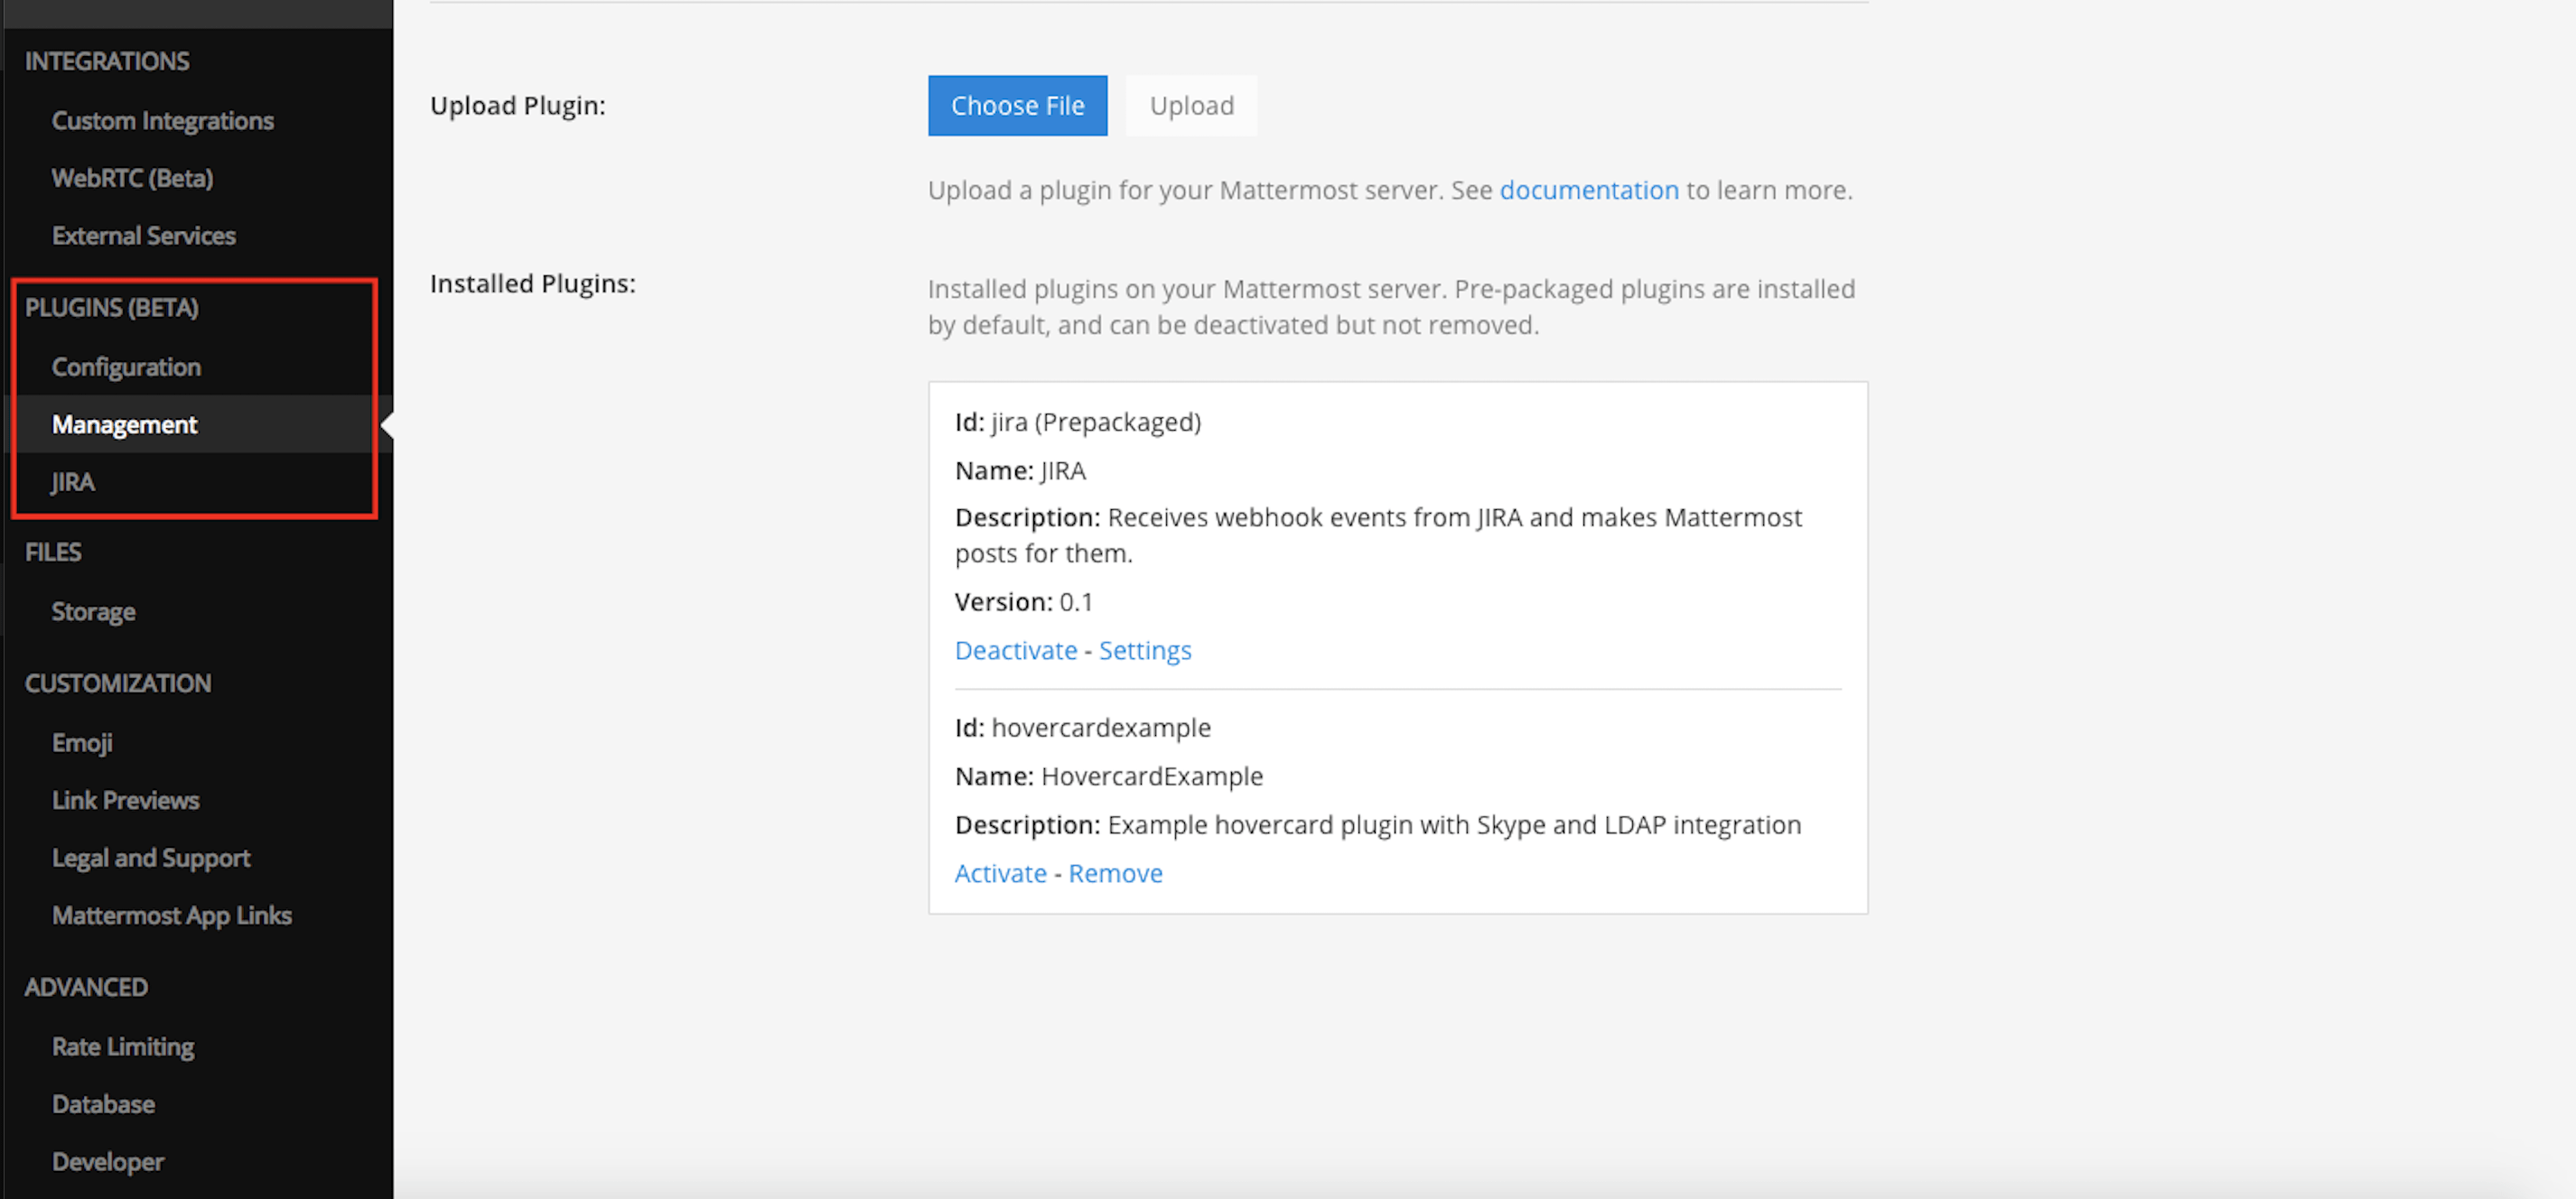 INTEGRATIONS
Custom Integrations
WebRTC (Beta)
External Services
PLUGINS (BETA)
Configuration
Management
JIRA
FILES
Storage
CUSTOMIZATION
Emoji
Link Previews
Legal and Support
Mattermost App Links
ADVANCED
Rate Limiting
Database
Developer
Upload Plugin:
Choose File
Upload
Upload a plugin for your Mattermost server. See documentation to learn more.
Installed Plugins:
Installed plugins on your Mattermost server. Pre-packaged plugins are installed
by default, and can be deactivated but not removed.
Id: jira (Prepackaged)
Name: JIRA
Description: Receives webhook events from JIRA and makes Mattermost
posts for them.
Version: 0.1
Deactivate - Settings
Id: hovercardexample
Name: HovercardExample
Description: Example hovercard plugin with Skype and LDAP integration
Activate - Remove